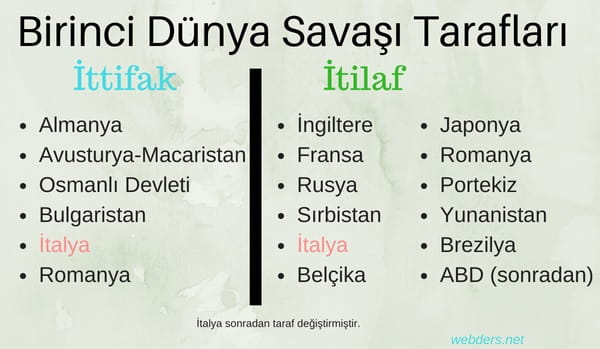 Birinci Dünya Savaşı Tarafları
İttifak
• Almanya
• Avusturya-Macaristan
• Osmanlı Devleti
• Bulgaristan
• İtalya
• Romanya
İtilaf
• İngiltere
• Fransa
• Rusya
• Sırbistan
• İtalya
• Belçika
• Japonya
• Romanya
• Portekiz
• Yunanistan
• Brezilya
• ABD (sonradan)
İtalya sonradan taraf değiştirmiştir.
webders.net